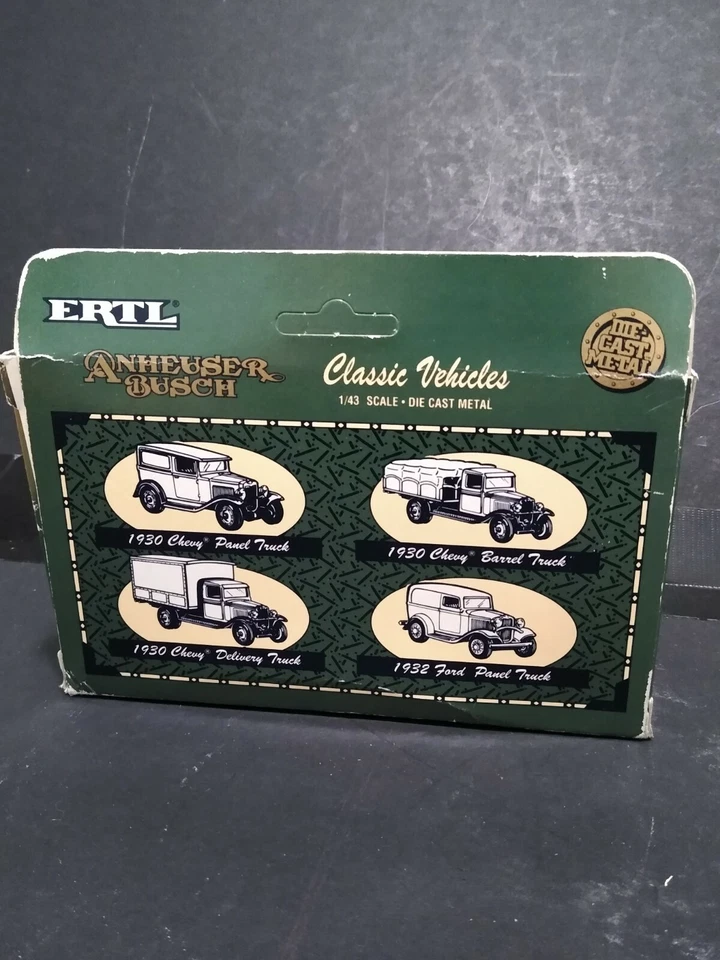 ERTL®
DIE-
CAST
METAL
ANHEUSER
BUSCH
Classic Vehicles
1/43 SCALE • DIE CAST METAL
1930 Chevy® Panel Truck
1930 Chevy® Barrel Truck
1930 Chevy® Delivery Truck
1932 Ford Panel Truck